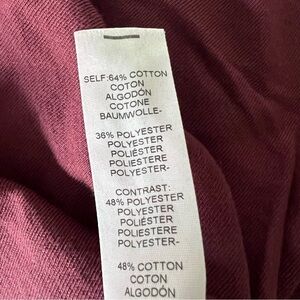 SELF:64% COTTON
COTON
ALGODÓN
COTONE
BAUMWOLLE-
36% POLYESTER
POLYESTER
POLIÉSTER
POLIESTERE
POLYESTER-
CONTRAST:
48% POLYESTER
POLYESTER
POLIÉSTER
POLIESTERE
POLYESTER-
48% COTTON
COTON
ALGODÓN